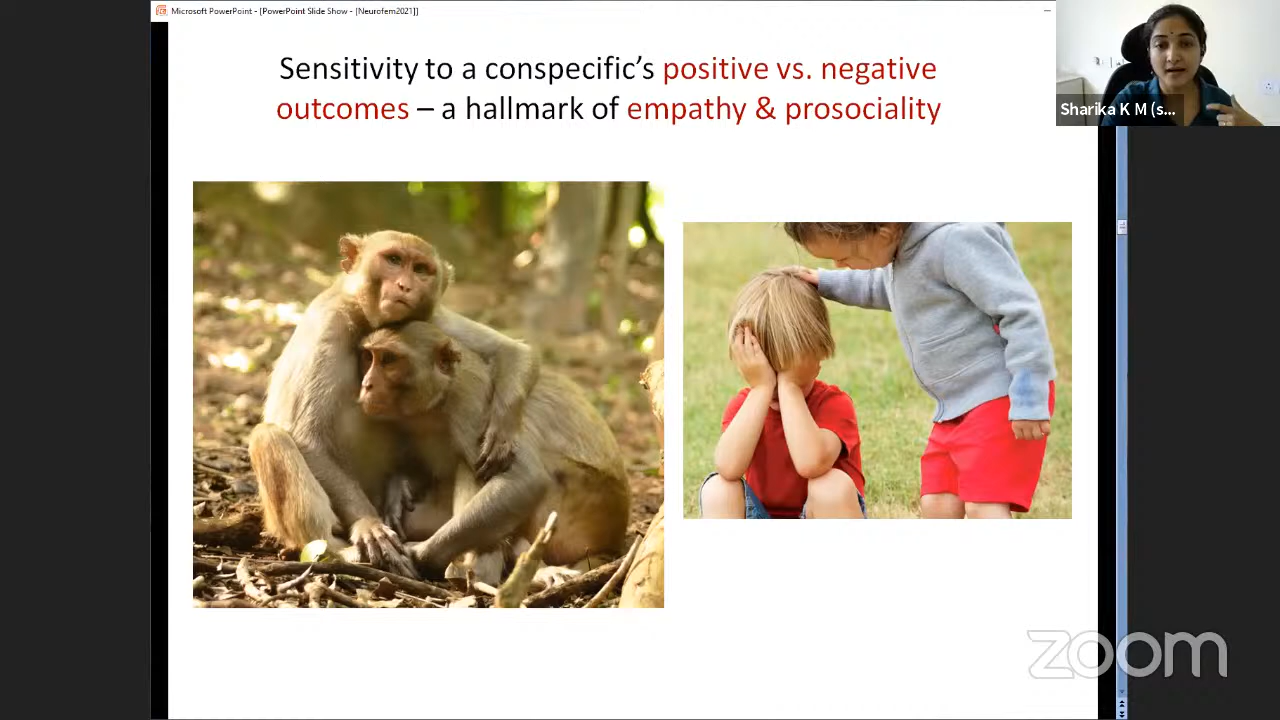 Microsoft PowerPoint - [PowerPoint Slide Show - [Neurofem2021]]
Sensitivity to a conspecific's positive vs. negative
outcomes – a hallmark of empathy & prosociality
Sharika K M (s...
zoom